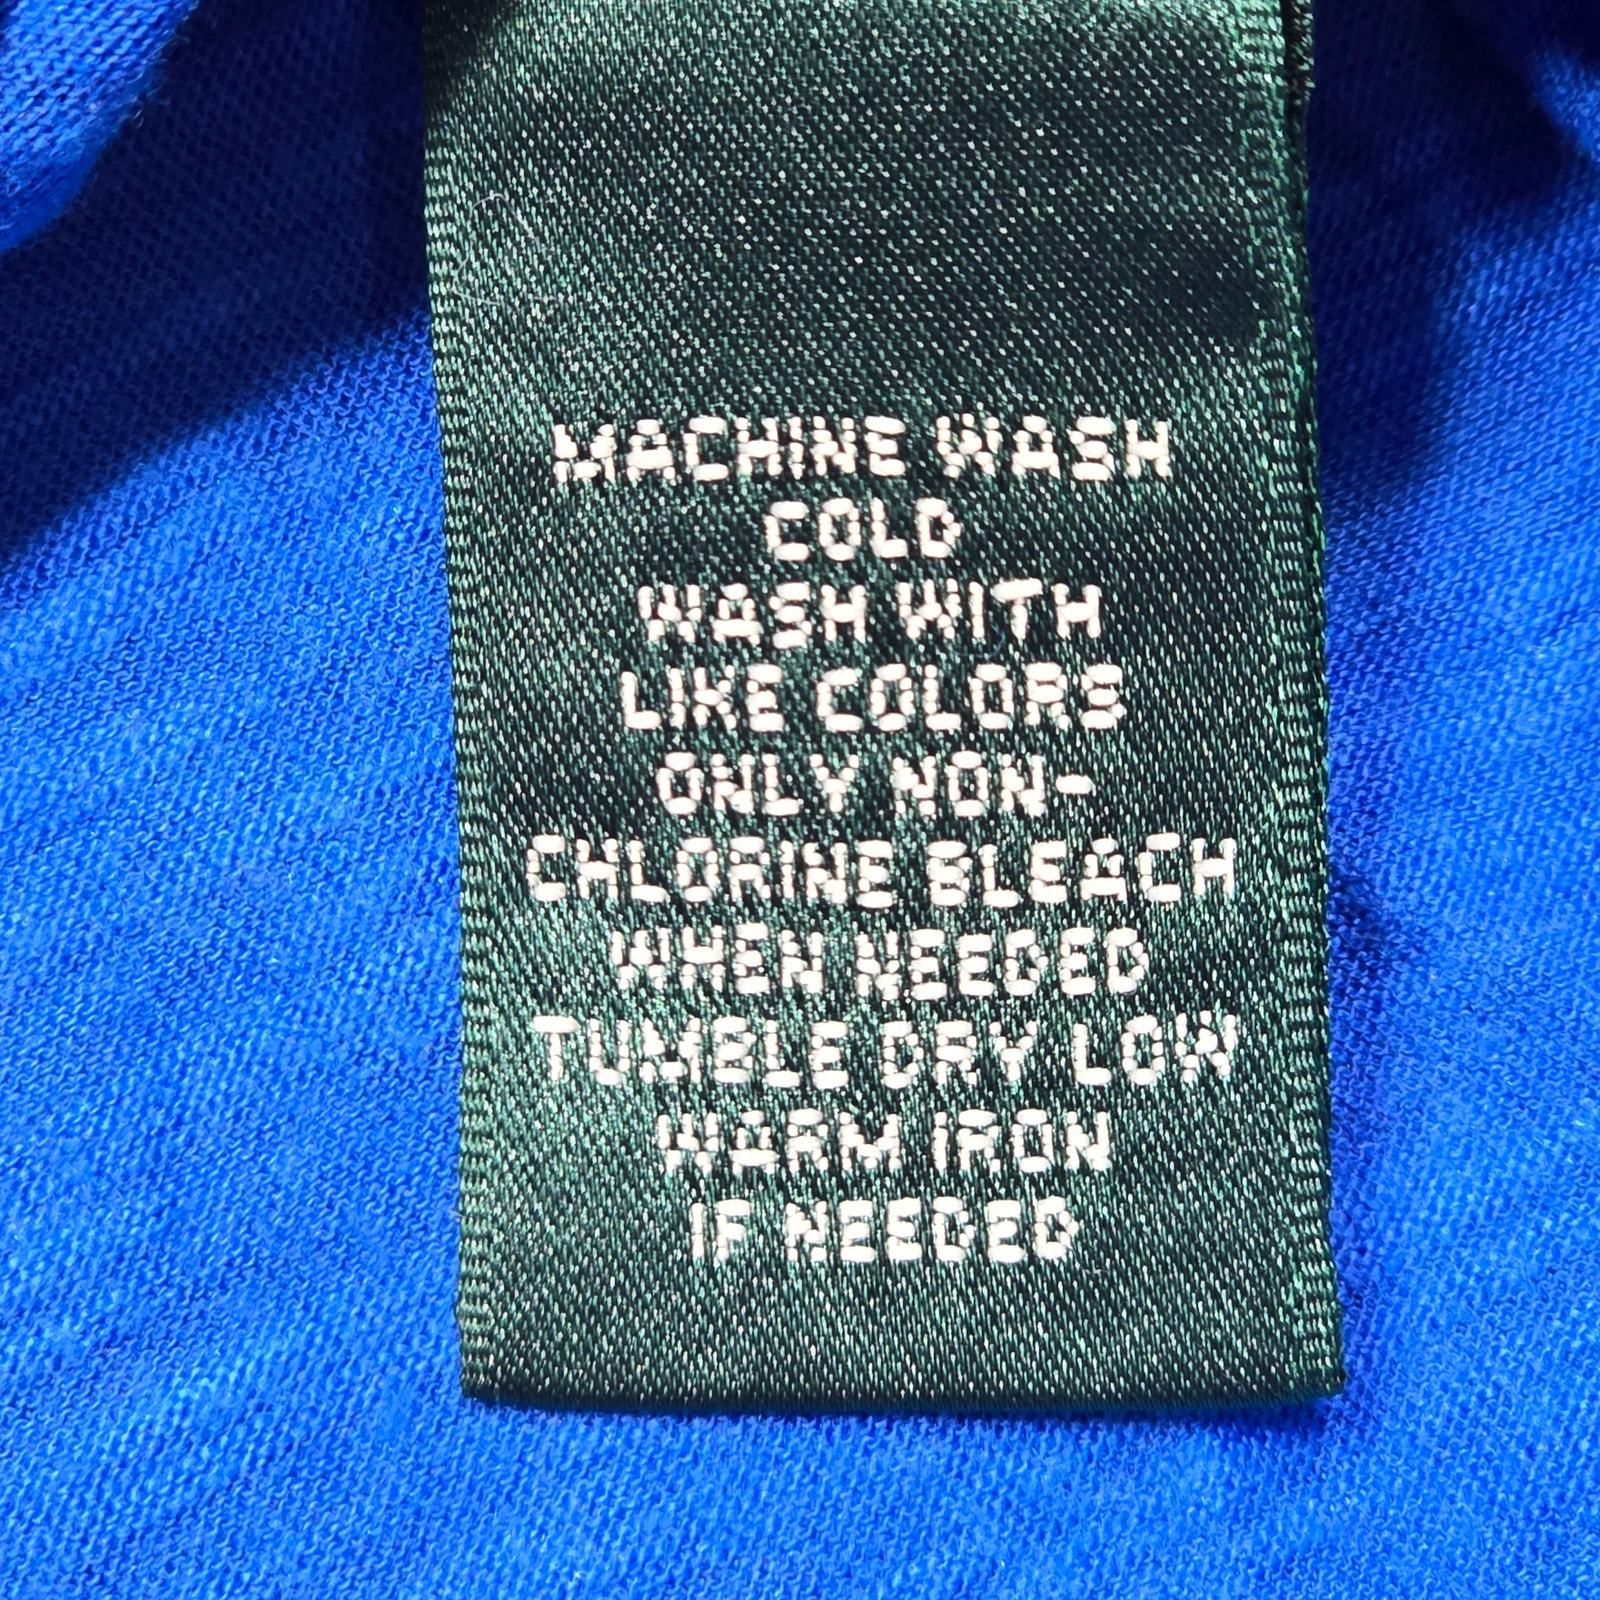 MACHINE WASH
COLD
WASH WITH
LIKE COLORS
ONLY NON-
CHLORINE BLEACH
WHEN NEEDED
TUMBLE DRY LOW
WARM IRON
IF NEEDED